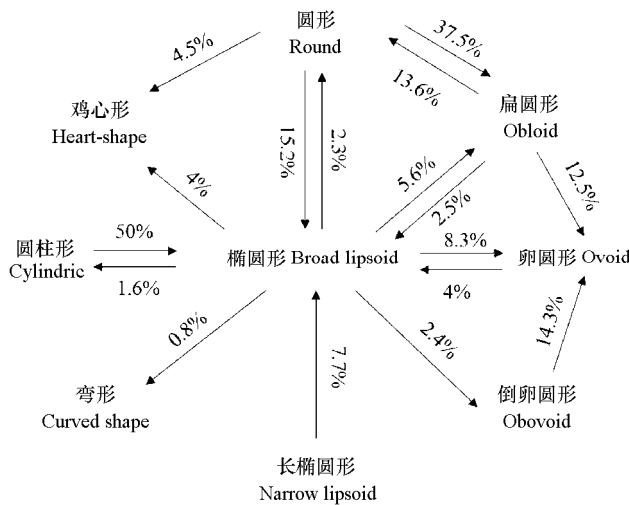 圆形
Round
4.5%
37.5%
13.6%
鸡心形
Heart-shape
扁圆形
Obloid
15.2%
2.3%
4%
5.6%
2.5%
12.5%
圆柱形
Cylindric
50%
1.6%
椭圆形 Broad lipsoid
8.3%
4%
卵圆形 Ovoid
0.8%
7.7%
2.4%
14.3%
弯形
Curved shape
倒卵圆形
Obovoid
长椭圆形
Narrow lipsoid